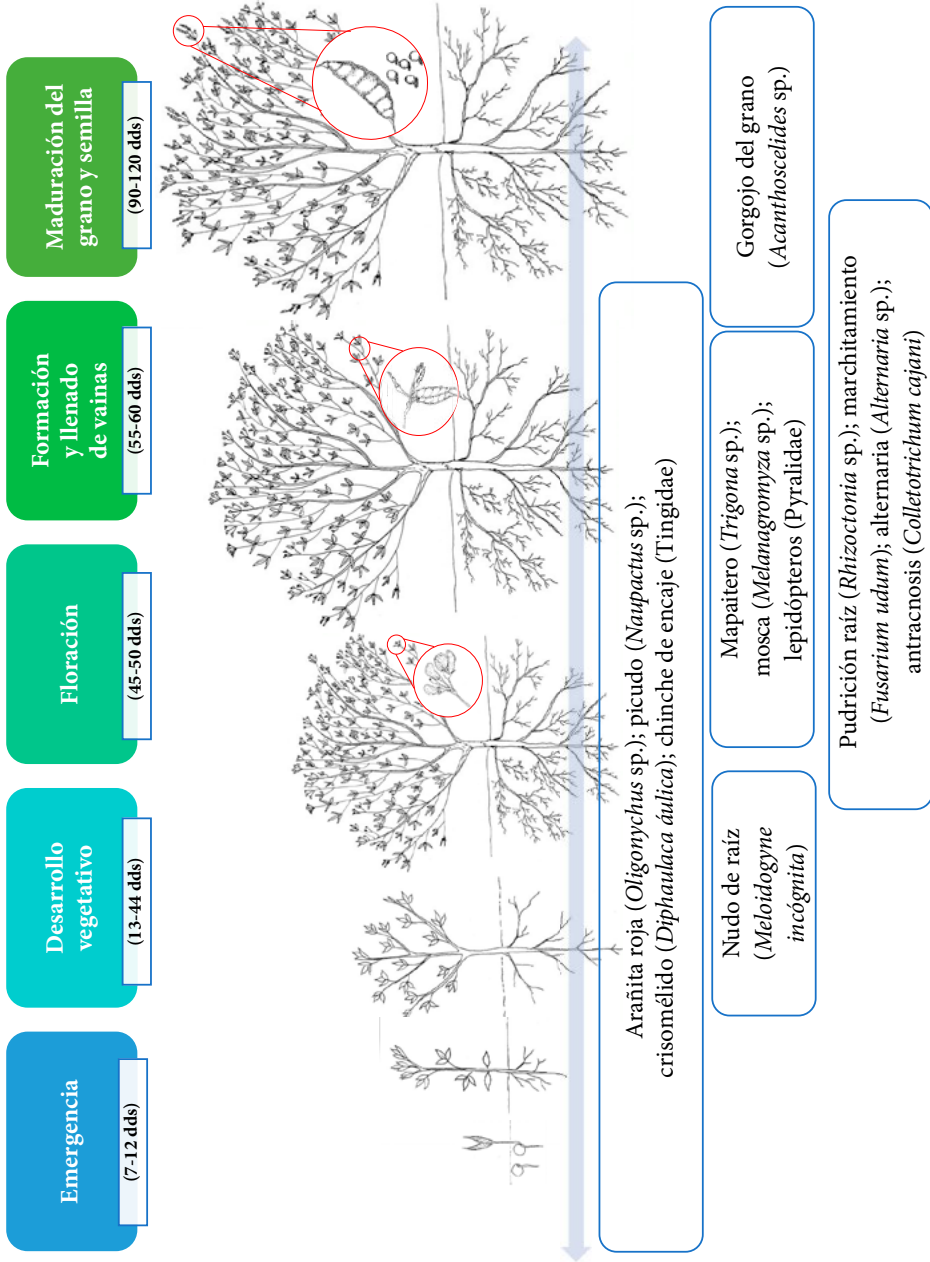 Emergencia
(7-12 dds)
Desarrollo
vegetativo
(13-44 dds)
Floración
(45-50 dds)
Formación
y llenado
de vainas
(55-60 dds)
Maduración del
grano y semilla
(90-120 dds)
Arañita roja (Oligonychus sp.); picudo (Naupactus sp.);
crisomélido (Diphaulaca áulica); chinche de encaje (Tingidae)
Nudo de raíz
(Meloidogyne
incógnita)
Mapaitero (Trigona sp.);
mosca (Melanagromyza sp.);
lepidópteros (Pyralidae)
Gorgojo del grano
(Acanthoscelides sp.)
Pudrición raíz (Rhizoctonia sp.); marchitamiento
(Fusarium udum); alternaria (Alternaria sp.);
antracnosis (Colletotrichum cajani)